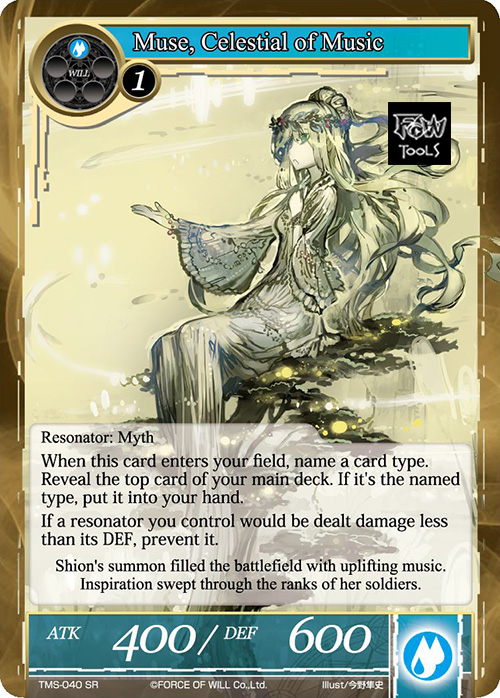 Muse, Celestial of Music
WILL
1
FOW
TOOLS
Resonator: Myth
When this card enters your field, name a card type.
Reveal the top card of your main deck. If it's the named
type, put it into your hand.
If a resonator you control would be dealt damage less
than its DEF, prevent it.
Shion's summon filled the battlefield with uplifting music.
Inspiration swept through the ranks of her soldiers.
ATK 400/ DEF 600
TMS-040 SR ©FORCE OF WILL Co.,Ltd. Illust/今野隼史